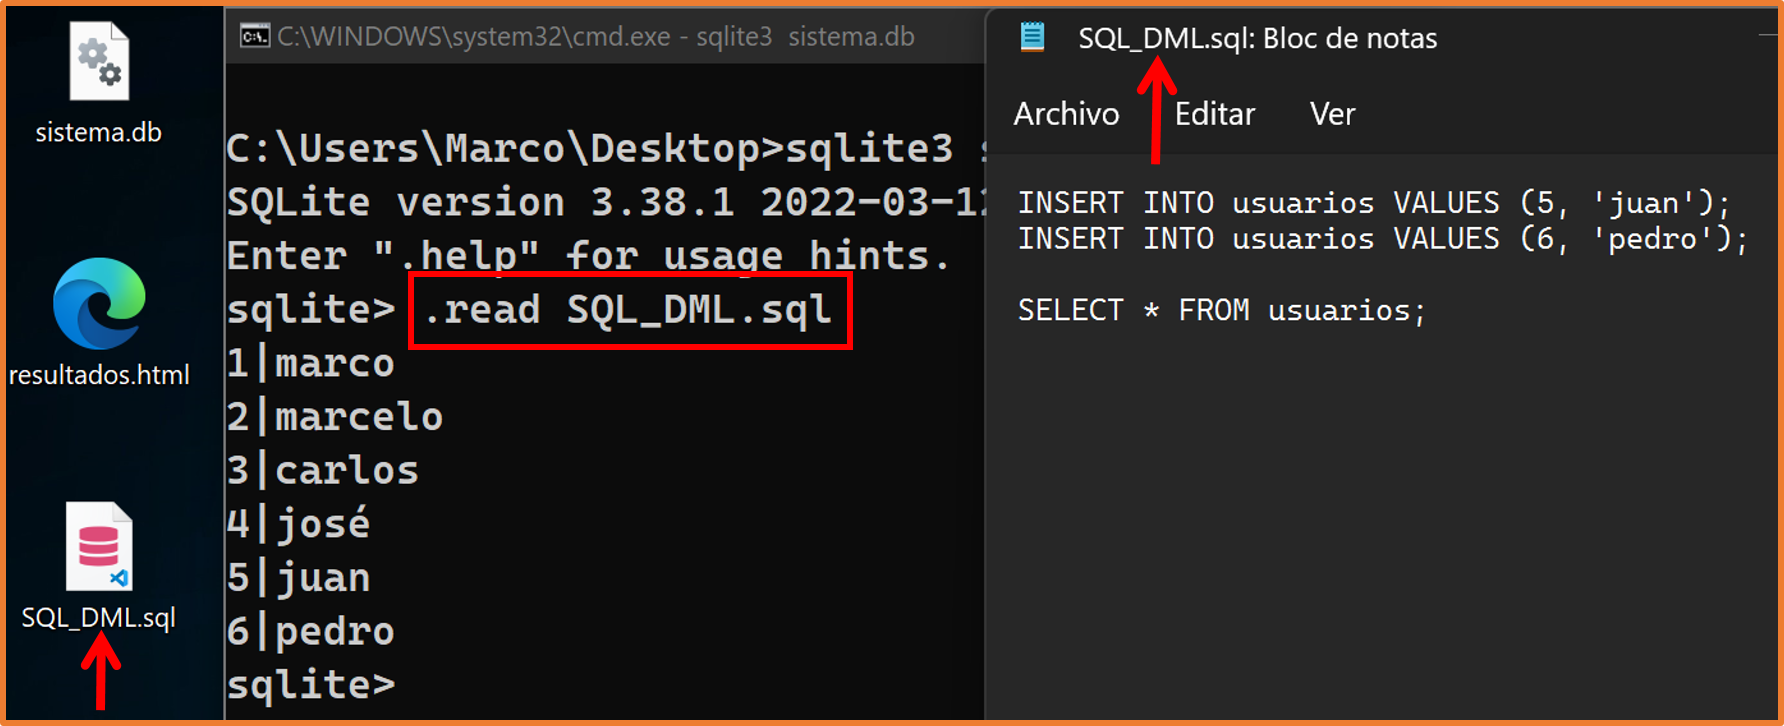 sistema.db
resultados.html
SQL_DML.sql
C:\WINDOWS\system32\cmd.exe - sqlite3 sistema.db
C:\Users\Marco\Desktop>sqlite3
SQLite version 3.38.1 2022-03-12
Enter ".help" for usage hints.
sqlite> .read SQL_DML.sql
1|marco
2|marcelo
3|carlos
4|josé
5|juan
6|pedro
sqlite>
SQL_DML.sql: Bloc de notas
Archivo Editar Ver
INSERT INTO usuarios VALUES (5, 'juan');
INSERT INTO usuarios VALUES (6, 'pedro');
SELECT * FROM usuarios;